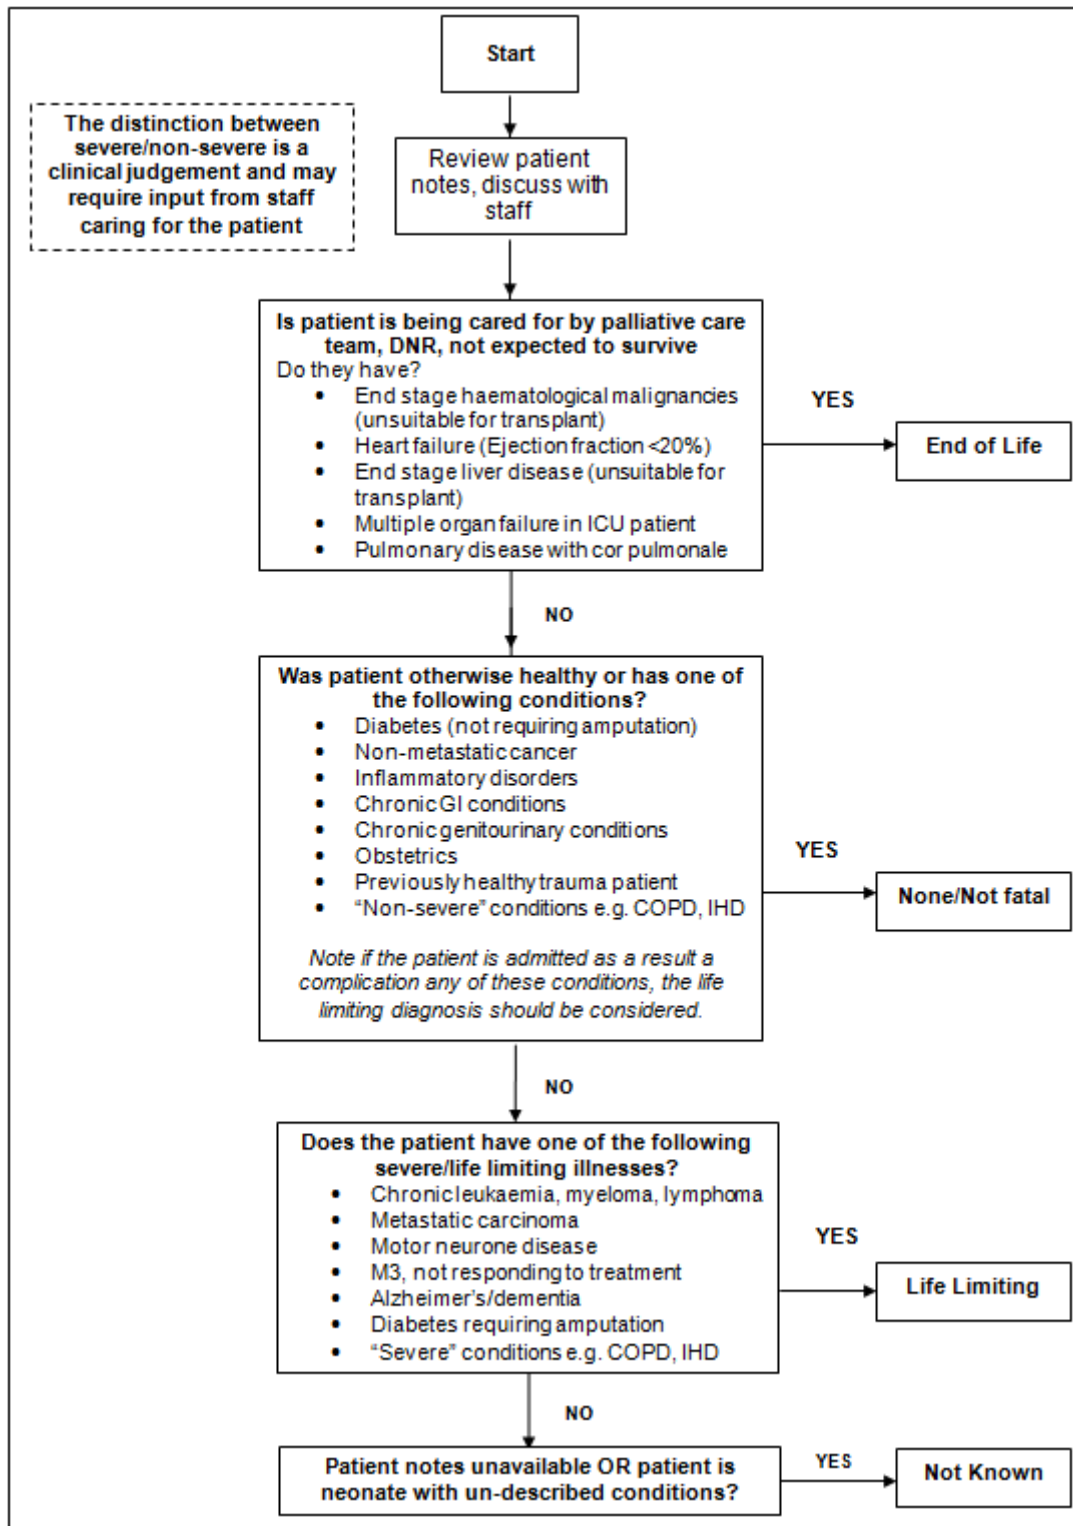 Start
The distinction between
severe/non-severe is a
clinical judgement and may
require input from staff
caring for the patient
Review patient
notes, discuss with
staff
Is patient is being cared for by palliative care
team, DNR, not expected to survive
Do they have?
• End stage haematological malignancies
(unsuitable for transplant)
• Heart failure (Ejection fraction <20%)
• End stage liver disease (unsuitable for
transplant)
• Multiple organ failure in ICU patient
• Pulmonary disease with cor pulmonale
YES
End of Life
NO
Was patient otherwise healthy or has one of
the following conditions?
• Diabetes (not requiring amputation)
• Non-metastatic cancer
• Inflammatory disorders
• Chronic GI conditions
• Chronic genitourinary conditions
• Obstetrics
• Previously healthy trauma patient
• “Non-severe” conditions e.g. COPD, IHD
Note if the patient is admitted as a result a
complication any of these conditions, the life
limiting diagnosis should be considered.
YES
None/Not fatal
NO
Does the patient have one of the following
severe/life limiting illnesses?
• Chronic leukaemia, myeloma, lymphoma
• Metastatic carcinoma
• Motor neurone disease
• M3, not responding to treatment
• Alzheimer’s/dementia
• Diabetes requiring amputation
• “Severe” conditions e.g. COPD, IHD
YES
Life Limiting
NO
Patient notes unavailable OR patient is
neonate with un-described conditions?
YES
Not Known